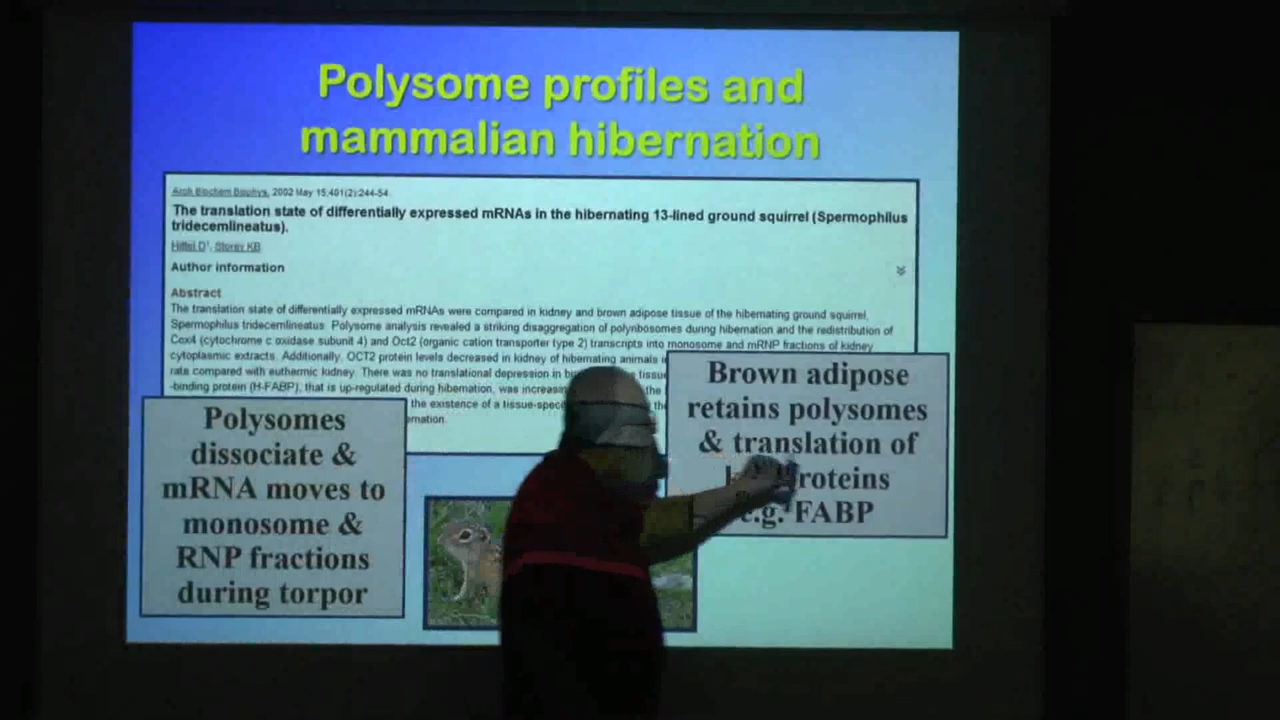 Polysome profiles and
mammalian hibernation
Arch Biochem Biophys. 2002 May 15;401(2):244-54.
The translation state of differentially expressed mRNAs in the hibernating 13-lined ground squirrel (Spermophilus
tridecemlineatus).
Hittel D¹, Storey KB
Author information
Abstract
The translation state of differentially expressed mRNAs were compared in kidney and brown adipose tissue of the hibernating ground squirrel,
Spermophilus tridecemlineatus. Polysome analysis revealed a striking disaggregation of polyribosomes during hibernation and the redistribution of
Cox4 (cytochrome c oxidase subunit 4) and Oct2 (organic cation transporter type 2) transcripts into monosome and mRNP fractions of kidney
cytoplasmic extracts. Additionally, OCT2 protein levels decreased in kidney of hibernating animals
rate compared with euthermic kidney. There was no translational depression in
-binding protein (H-FABP), that is up-regulated during hibernation, was the
the existence of a
Polysomes
dissociate &
mRNA moves to
monosome &
RNP fractions
during torpor
Brown adipose
retains polysomes
& translation of
roteins
e.g. FABP